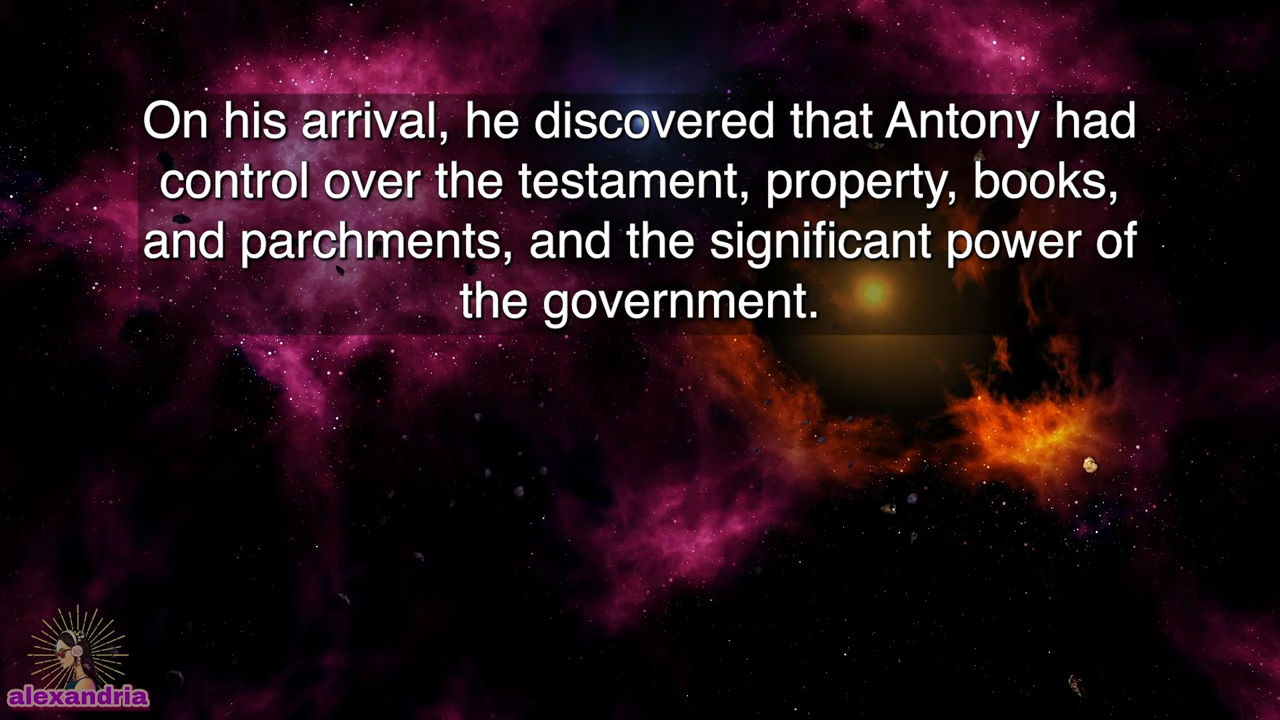 On his arrival, he discovered that Antony had
control over the testament, property, books,
and parchments, and the significant power of
the government.
alexandria